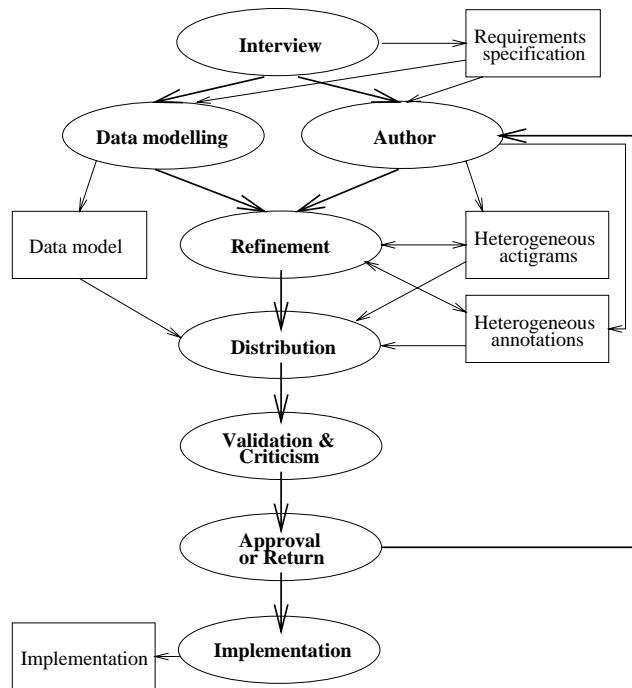 Interview
Requirements
specification
Data modelling
Author
Data model
Refinement
Heterogeneous
actigrams
Heterogeneous
annotations
Distribution
Validation &
Criticism
Approval
or Return
Implementation
Implementation